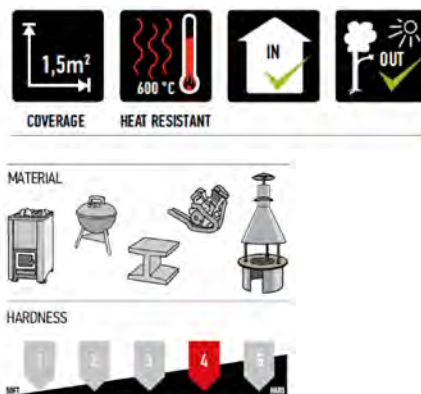 1,5m²
600 °C
IN
OUT
COVERAGE
HEAT RESISTANT
MATERIAL
HARDNESS
1 2 3 4 5
SOFT
HARD